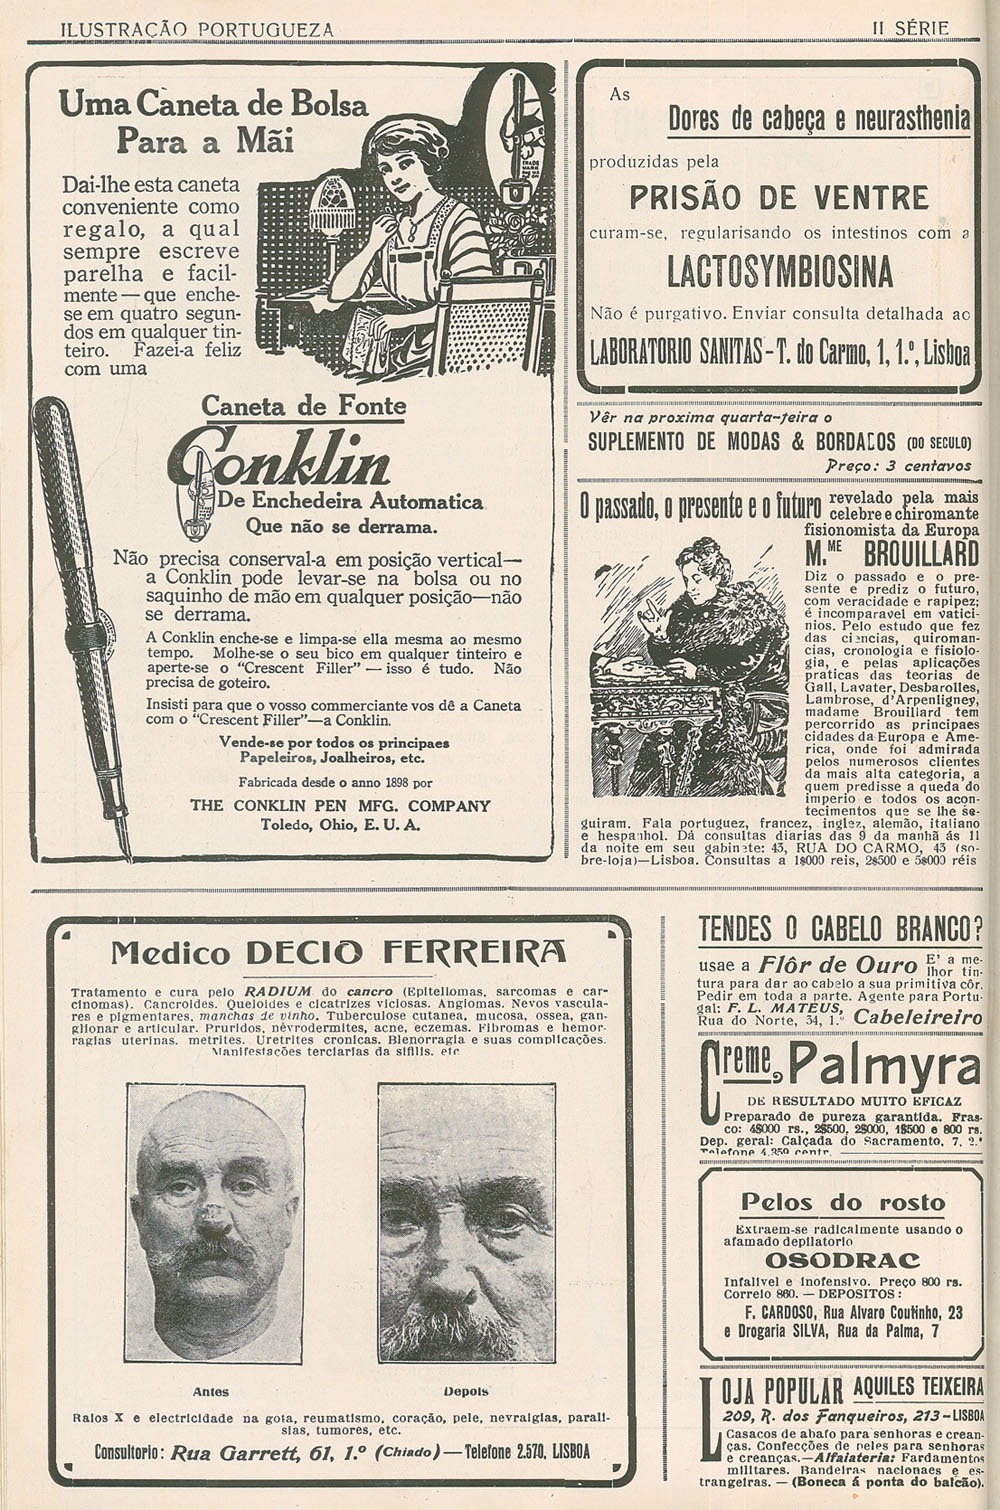 ILUSTRAÇÃO PORTUGUEZA
II SÉRIE
Uma Caneta de Bolsa
Para a Mãi
Dai-lhe esta caneta
conveniente como
regalo, a qual
sempre escreve
parelha e facil-
mente — que enche-
se em quatro segun-
dos em qualquer tin-
teiro. Fazei-a feliz
com uma
Caneta de Fonte
Conklin
De Enchedeira Automatica
Que não se derrama.
Não precisa conserval-a em posição vertical—
a Conklin pode levar-se na bolsa ou no
saquinho de mão em qualquer posição—não
se derrama.
A Conklin enche-se e limpa-se ella mesma ao mesmo
tempo. Molhe-se o seu bico em qualquer tinteiro e
aperte-se o "Crescent Filler" — isso é tudo. Não
precisa de goteiro.
Insisti para que o vosso commerciante vos dê a Caneta
com o "Crescent Filler"—a Conklin.
Vende-se por todos os principaes
Papeleiros, Joalheiros, etc.
Fabricada desde o anno 1898 por
THE CONKLIN PEN MFG. COMPANY
Toledo, Ohio, E. U. A.
As
Dores de cabeça e neurasthenia
produzidas pela
PRISÃO DE VENTRE
curam-se, regularisando os intestinos com a
LACTOSYMBIOSINA
Não é purgativo. Enviar consulta detalhada ao
LABORATORIO SANITAS - T. do Carmo, 1, 1.º, Lisboa
Vêr na proxima quarta-feira o
SUPLEMENTO DE MODAS & BORDADOS (DO SECULO)
Preço: 3 centavos
O passado, o presente e o futuro revelado pela mais
celebre e chiromante
fisionomista da Europa
M.ME BROUILLARD
Diz o passado e o pre-
sente e prediz o futuro,
com veracidade e rapipez;
é incomparavel em vatici-
nios. Pelo estudo que fez
das ciencias, quiroman-
cias, cronologia e fisiolo-
gia, e pelas aplicações
praticas das teorias de
Gall, Lavater, Desbarolles,
Lambrose, d'Arpenligney,
madame Brouillard tem
percorrido as principaes
cidades da Europa e Ame-
rica, onde foi admirada
pelos numerosos clientes
da mais alta categoria, a
quem predisse a queda do
imperio e todos os acon-
tecimentos que se lhe se-
guiram. Fala portuguez, francez, inglez, alemão, italiano
e hespanhol. Dá consultas diarias das 9 da manhã ás 11
da noite em seu gabinete: 43, RUA DO CARMO, 43 (so-
bre-loja)—Lisboa. Consultas a 1$000 reis, 2$500 e 5$000 réis
Medico DECIO FERREIRA
Tratamento e cura pelo RADIUM do cancro (Epiteliomas, sarcomas e car-
cinomas). Cancroides. Queloides e cicatrizes viciosas. Angiomas. Nevos vascula-
res e pigmentares, manchas de vinho. Tuberculose cutanea, mucosa, ossea, gan-
glionar e articular. Pruridos, névrodermites, acne, eczemas. Fibromas e hemor-
ragias uterinas, metrites. Uretrites cronicas. Blenorragia e suas complicações.
Manifestações terciarias da sifilis, etc
Antes
Depois
Raios X e electricidade na gota, reumatismo, coração, pele, nevralgias, parali-
sias, tumores, etc.
Consultorio: Rua Garrett, 61, 1.º (Chiado) — Telefone 2.570, LISBOA
TENDES O CABELO BRANCO?
usae a Flôr de Ouro E' a me-
lhor tin-
tura para dar ao cabelo a sua primitiva côr.
Pedir em toda a parte. Agente para Portu-
gal: F. L. MATEUS,
Rua do Norte, 34, 1.º Cabeleireiro
Creme Palmyra
DE RESULTADO MUITO EFICAZ
Preparado de pureza garantida. Fras-
co: 4$000 rs., 2$500, 2$000, 1$500 e 800 rs.
Dep. geral: Calçada do Sacramento, 7, 2.º
Telefone 4.359 centr.
Pelos do rosto
Extraem-se radicalmente usando o
afamado depilatorio
OSODRAC
Infalivel e inofensivo. Preço 800 rs.
Correio 860. — DEPOSITOS:
F. CARDOSO, Rua Alvaro Coutinho, 23
e Drogaria SILVA, Rua da Palma, 7
LOJA POPULAR AQUILES TEIXEIRA
209, R. dos Fanqueiros, 213 - LISBOA
Casacos de abafo para senhoras e crean-
ças. Confecções de peles para senhoras
e creanças.—Alfaiateria: Fardamentos
militares. Bandeiras nacionaes e es-
trangeiras. — (Boneca á ponta do balcão).